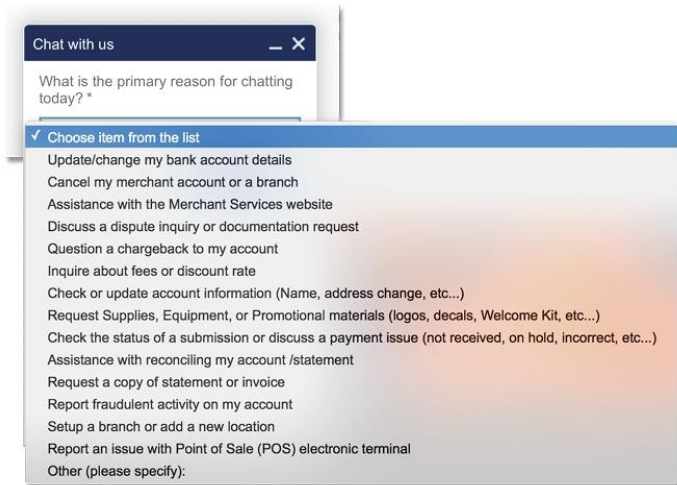 Chat with us
What is the primary reason for chatting
today? *
Choose item from the list
Update/change my bank account details
Cancel my merchant account or a branch
Assistance with the Merchant Services website
Discuss a dispute inquiry or documentation request
Question a chargeback to my account
Inquire about fees or discount rate
Check or update account information (Name, address change, etc...)
Request Supplies, Equipment, or Promotional materials (logos, decals, Welcome Kit, etc...)
Check the status of a submission or discuss a payment issue (not received, on hold, incorrect, etc...)
Assistance with reconciling my account /statement
Request a copy of statement or invoice
Report fraudulent activity on my account
Setup a branch or add a new location
Report an issue with Point of Sale (POS) electronic terminal
Other (please specify):